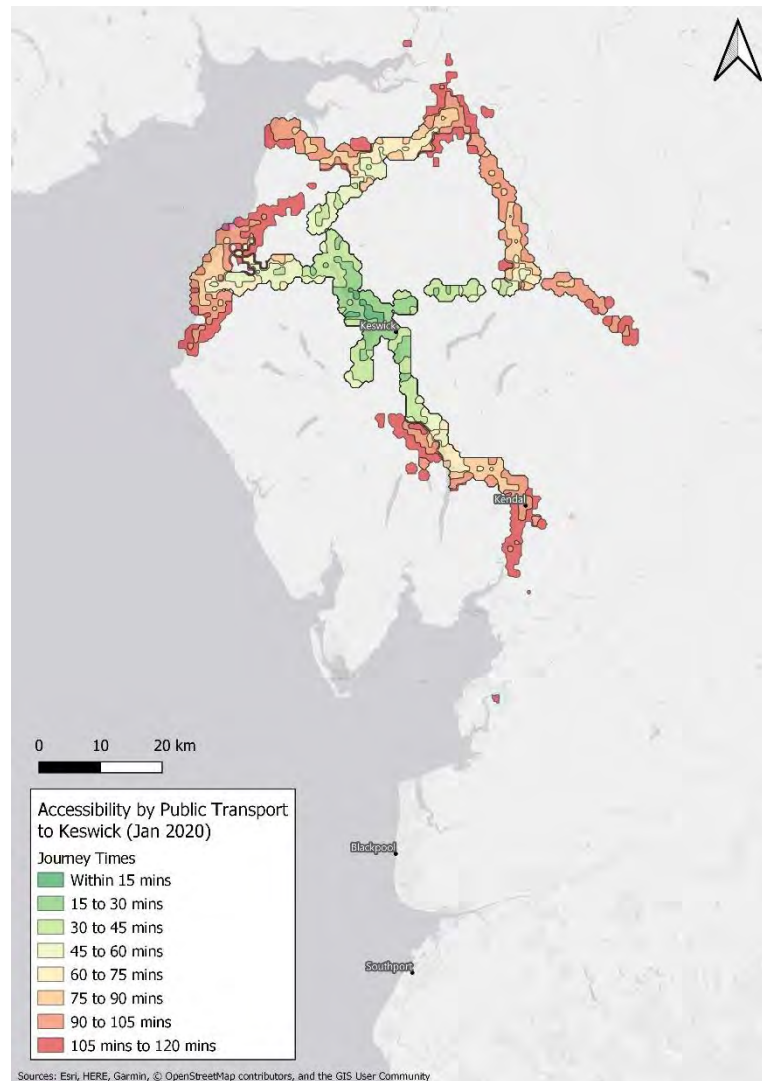 Keswick
Kendal
0 10 20 km
Accessibility by Public Transport
to Keswick (Jan 2020)
Journey Times
Within 15 mins
15 to 30 mins
30 to 45 mins
45 to 60 mins
60 to 75 mins
75 to 90 mins
90 to 105 mins
105 mins to 120 mins
Blackpool
Southport
Sources: Esri, HERE, Garmin, © OpenStreetMap contributors, and the GIS User Community